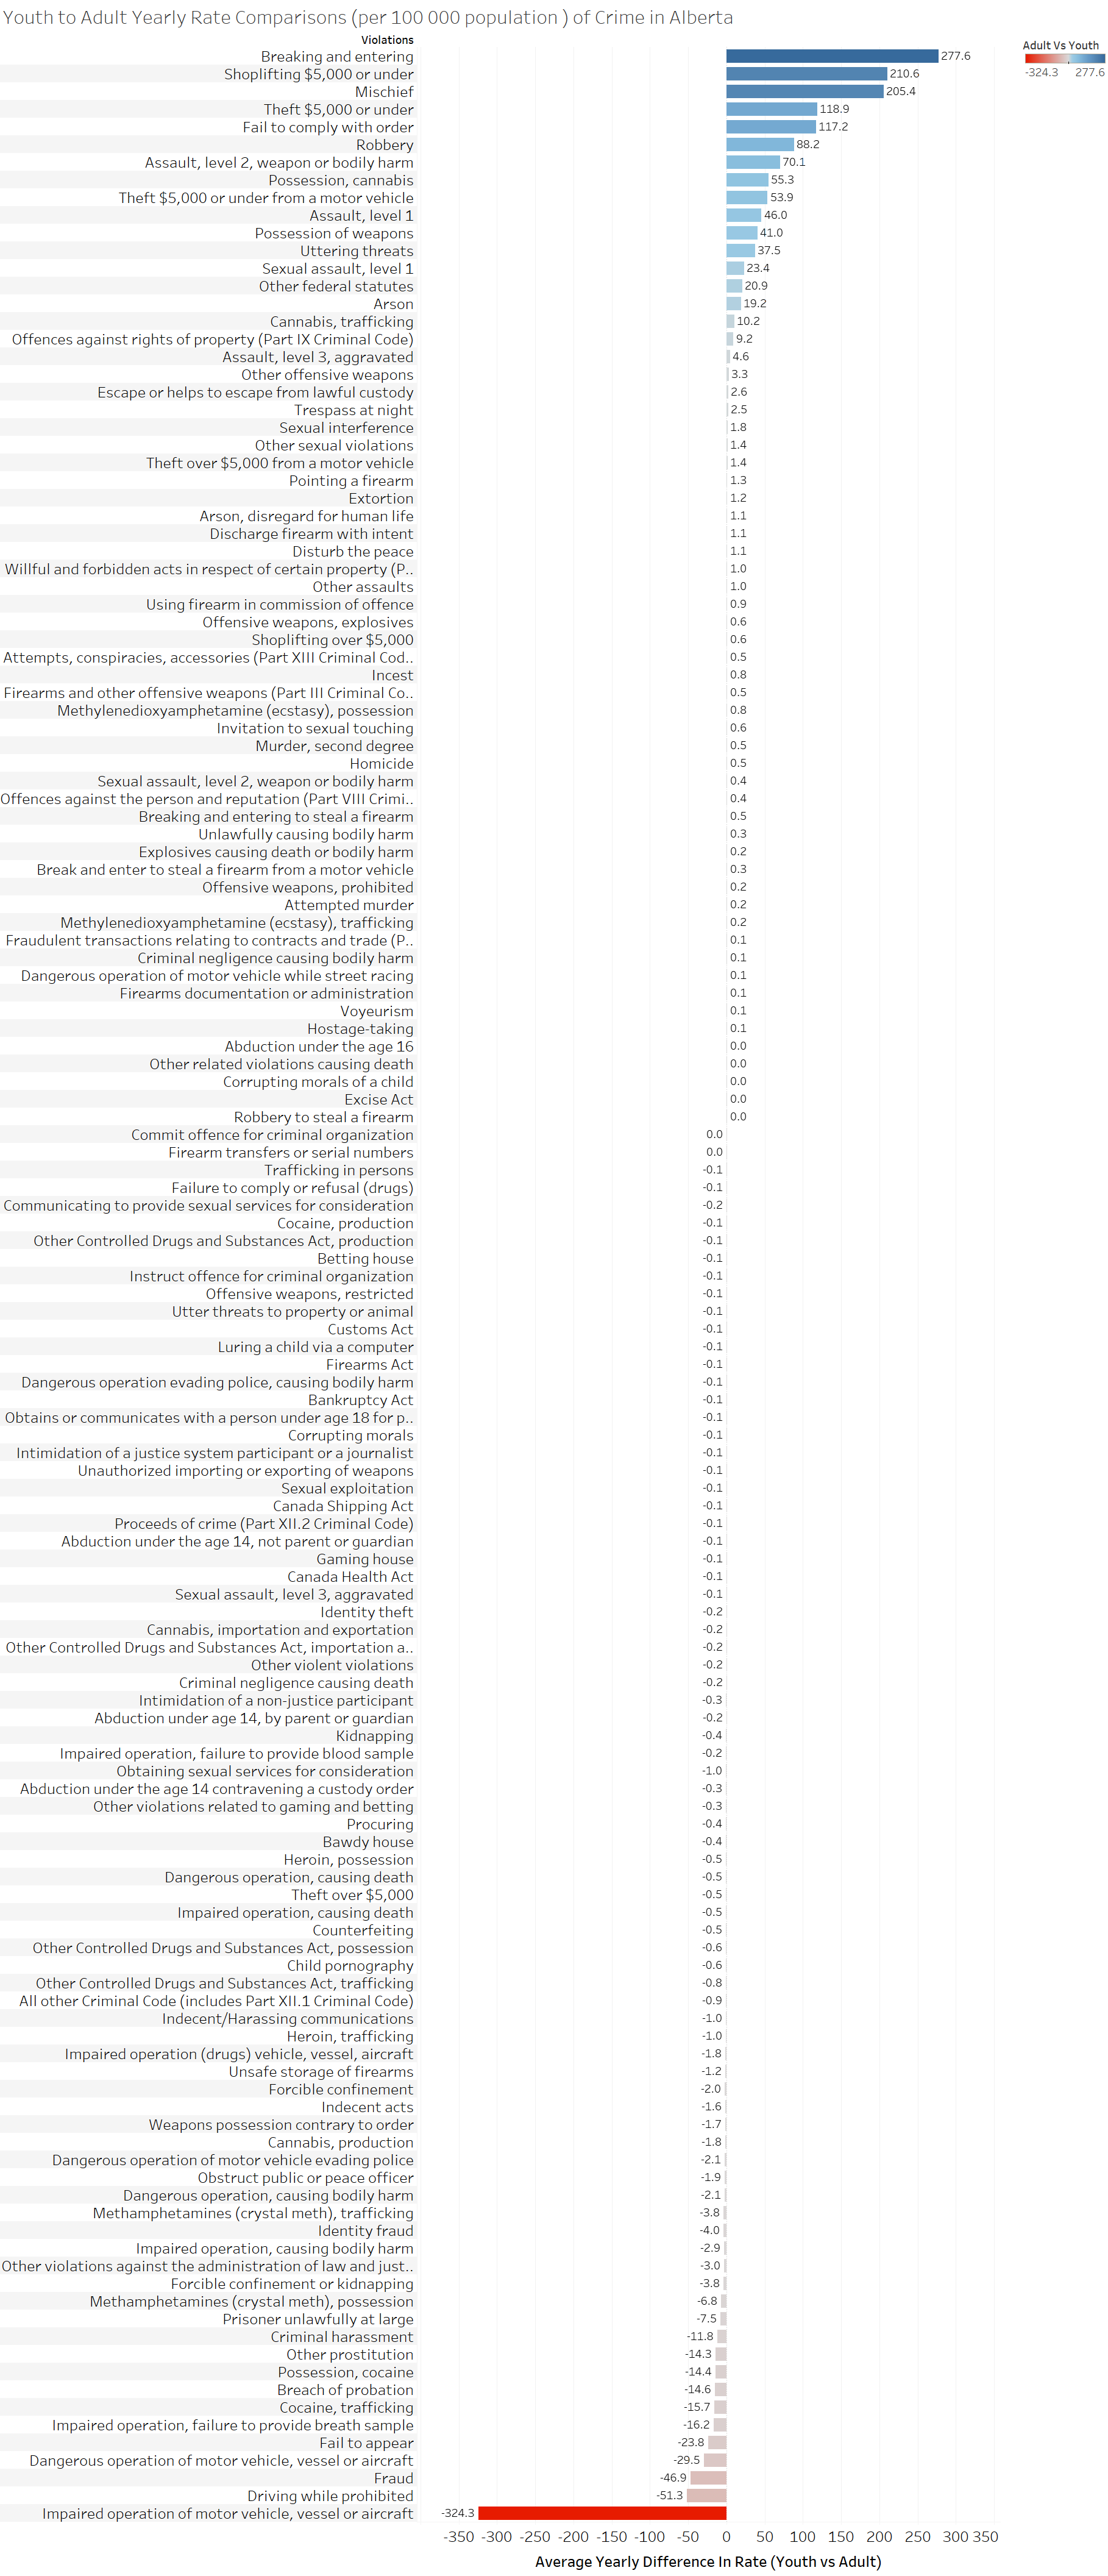 Youth to Adult Yearly Rate Comparisons (per 100 000 population ) of Crime in Alberta
Violations
Adult Vs Youth
-324.3 277.6
Breaking and entering 277.6
Shoplifting $5,000 or under 210.6
Mischief 205.4
Theft $5,000 or under 118.9
Fail to comply with order 117.2
Robbery 88.2
Assault, level 2, weapon or bodily harm 70.1
Possession, cannabis 55.3
Theft $5,000 or under from a motor vehicle 53.9
Assault, level 1 46.0
Possession of weapons 41.0
Uttering threats 37.5
Sexual assault, level 1 23.4
Other federal statutes 20.9
Arson 19.2
Cannabis, trafficking 10.2
Offences against rights of property (Part IX Criminal Code) 9.2
Assault, level 3, aggravated 4.6
Other offensive weapons 3.3
Escape or helps to escape from lawful custody 2.6
Trespass at night 2.5
Sexual interference 1.8
Other sexual violations 1.4
Theft over $5,000 from a motor vehicle 1.4
Pointing a firearm 1.3
Extortion 1.2
Arson, disregard for human life 1.1
Discharge firearm with intent 1.1
Disturb the peace 1.1
Willful and forbidden acts in respect of certain property (P.. 1.0
Other assaults 1.0
Using firearm in commission of offence 0.9
Offensive weapons, explosives 0.6
Shoplifting over $5,000 0.6
Attempts, conspiracies, accessories (Part XIII Criminal Cod.. 0.5
Incest 0.8
Firearms and other offensive weapons (Part III Criminal Co.. 0.5
Methylenedioxyamphetamine (ecstasy), possession 0.8
Invitation to sexual touching 0.6
Murder, second degree 0.5
Homicide 0.5
Sexual assault, level 2, weapon or bodily harm 0.4
Offences against the person and reputation (Part VIII Crimi.. 0.4
Breaking and entering to steal a firearm 0.5
Unlawfully causing bodily harm 0.3
Explosives causing death or bodily harm 0.2
Break and enter to steal a firearm from a motor vehicle 0.3
Offensive weapons, prohibited 0.2
Attempted murder 0.2
Methylenedioxyamphetamine (ecstasy), trafficking 0.2
Fraudulent transactions relating to contracts and trade (P.. 0.1
Criminal negligence causing bodily harm 0.1
Dangerous operation of motor vehicle while street racing 0.1
Firearms documentation or administration 0.1
Voyeurism 0.1
Hostage-taking 0.1
Abduction under the age 16 0.0
Other related violations causing death 0.0
Corrupting morals of a child 0.0
Excise Act 0.0
Robbery to steal a firearm 0.0
Commit offence for criminal organization 0.0
Firearm transfers or serial numbers 0.0
Trafficking in persons -0.1
Failure to comply or refusal (drugs) -0.1
Communicating to provide sexual services for consideration -0.2
Cocaine, production -0.1
Other Controlled Drugs and Substances Act, production -0.1
Betting house -0.1
Instruct offence for criminal organization -0.1
Offensive weapons, restricted -0.1
Utter threats to property or animal -0.1
Customs Act -0.1
Luring a child via a computer -0.1
Firearms Act -0.1
Dangerous operation evading police, causing bodily harm -0.1
Bankruptcy Act -0.1
Obtains or communicates with a person under age 18 for p.. -0.1
Corrupting morals -0.1
Intimidation of a justice system participant or a journalist -0.1
Unauthorized importing or exporting of weapons -0.1
Sexual exploitation -0.1
Canada Shipping Act -0.1
Proceeds of crime (Part XII.2 Criminal Code) -0.1
Abduction under the age 14, not parent or guardian -0.1
Gaming house -0.1
Canada Health Act -0.1
Sexual assault, level 3, aggravated -0.1
Identity theft -0.2
Cannabis, importation and exportation -0.2
Other Controlled Drugs and Substances Act, importation a.. -0.2
Other violent violations -0.2
Criminal negligence causing death -0.2
Intimidation of a non-justice participant -0.3
Abduction under age 14, by parent or guardian -0.2
Kidnapping -0.4
Impaired operation, failure to provide blood sample -0.2
Obtaining sexual services for consideration -1.0
Abduction under the age 14 contravening a custody order -0.3
Other violations related to gaming and betting -0.3
Procuring -0.4
Bawdy house -0.4
Heroin, possession -0.5
Dangerous operation, causing death -0.5
Theft over $5,000 -0.5
Impaired operation, causing death -0.5
Counterfeiting -0.5
Other Controlled Drugs and Substances Act, possession -0.6
Child pornography -0.6
Other Controlled Drugs and Substances Act, trafficking -0.8
All other Criminal Code (includes Part XII.1 Criminal Code) -0.9
Indecent/Harassing communications -1.0
Heroin, trafficking -1.0
Impaired operation (drugs) vehicle, vessel, aircraft -1.8
Unsafe storage of firearms -1.2
Forcible confinement -2.0
Indecent acts -1.6
Weapons possession contrary to order -1.7
Cannabis, production -1.8
Dangerous operation of motor vehicle evading police -2.1
Obstruct public or peace officer -1.9
Dangerous operation, causing bodily harm -2.1
Methamphetamines (crystal meth), trafficking -3.8
Identity fraud -4.0
Impaired operation, causing bodily harm -2.9
Other violations against the administration of law and just.. -3.0
Forcible confinement or kidnapping -3.8
Methamphetamines (crystal meth), possession -6.8
Prisoner unlawfully at large -7.5
Criminal harassment -11.8
Other prostitution -14.3
Possession, cocaine -14.4
Breach of probation -14.6
Cocaine, trafficking -15.7
Impaired operation, failure to provide breath sample -16.2
Fail to appear -23.8
Dangerous operation of motor vehicle, vessel or aircraft -29.5
Fraud -46.9
Driving while prohibited -51.3
Impaired operation of motor vehicle, vessel or aircraft -324.3
-350 -300 -250 -200 -150 -100 -50 0 50 100 150 200 250 300 350
Average Yearly Difference In Rate (Youth vs Adult)